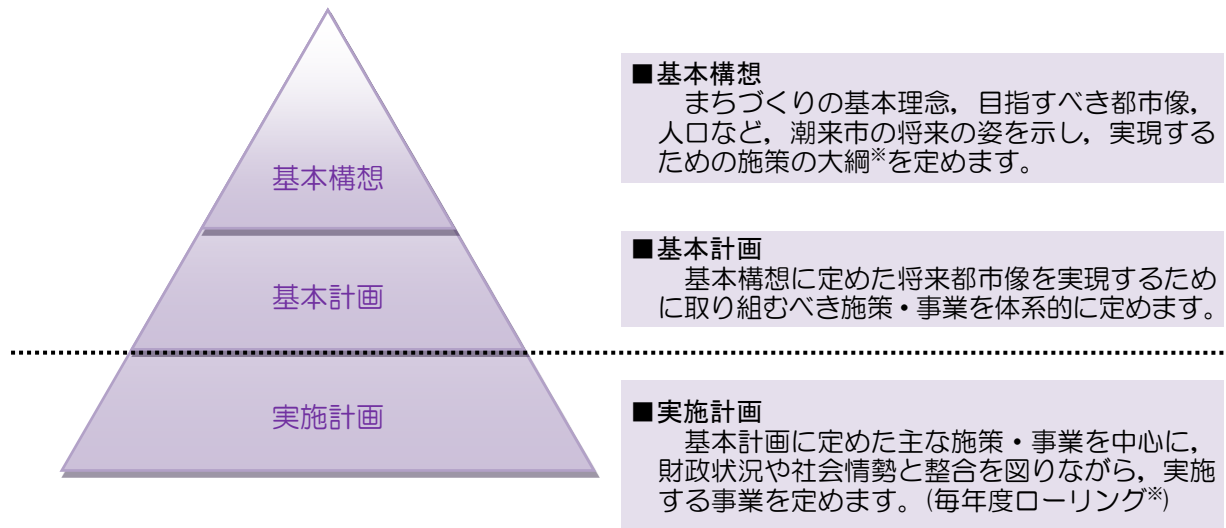 基本構想
基本計画
実施計画
■基本構想
まちづくりの基本理念，目指すべき都市像，
人口など，潮来市の将来の姿を示し，実現する
ための施策の大綱※を定めます。
■基本計画
基本構想に定めた将来都市像を実現するため
に取り組むべき施策・事業を体系的に定めます。
■実施計画
基本計画に定めた主な施策・事業を中心に，
財政状況や社会情勢と整合を図りながら，実施
する事業を定めます。(毎年度ローリング※)